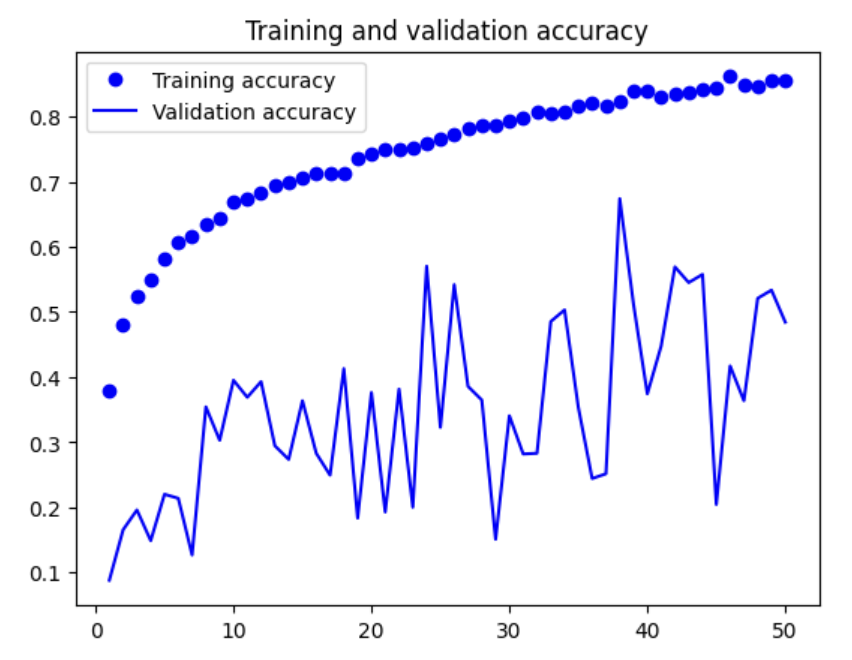 Training and validation accuracy
Training accuracy
Validation accuracy
0.8
0.7
0.6
0.5
0.4
0.3
0.2
0.1
0 10 20 30 40 50